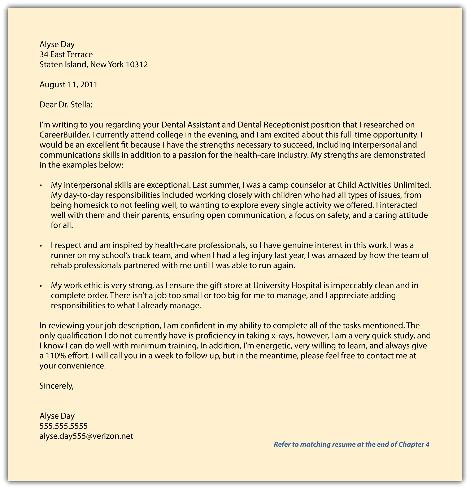 Alyse Day
34 East Terrace
Staten Island, New York 10312
August 11, 2011
Dear Dr. Stella:
I'm writing to you regarding your Dental Assistant and Dental Receptionist position that I researched on
CareerBuilder. I currently attend college in the evening, and I am excited about this full-time opportunity. I
would be an excellent fit because I have the strengths necessary to succeed, including interpersonal and
communications skills in addition to a passion for the health-care industry. My strengths are demonstrated
in the examples below:
• My interpersonal skills are exceptional. Last summer, I was a camp counselor at Child Activities Unlimited.
My day-to-day responsibilities included working closely with children who had all types of issues, from
being homesick to not feeling well, to wanting to explore every single activity we offered. I interacted
well with them and their parents, ensuring open communication, a focus on safety, and a caring attitude
for all.
• I respect and am inspired by health-care professionals, so I have genuine interest in this work. I was a
runner on my school's track team, and when I had a leg injury last year, I was amazed by how the team of
rehab professionals partnered with me until I was able to run again.
• My work ethic is very strong, as I ensure the gift store at University Hospital is impeccably clean and in
complete order. There isn't a job too small or too big for me to manage, and I appreciate adding
responsibilities to what I already manage.
In reviewing your job description, I am confident in my ability to complete all of the tasks mentioned. The
only qualification I do not currently have is proficiency in taking x-rays, however, I am a very quick study, and
I know I can do well with minimum training. In addition, I'm energetic, very willing to learn, and always give
a 110% effort. I will call you in a week to follow up, but in the meantime, please feel free to contact me at
your convenience.
Sincerely,
Alyse Day
555.555.5555
alyse.day555@verizon.net
Refer to matching resume at the end of Chapter 4